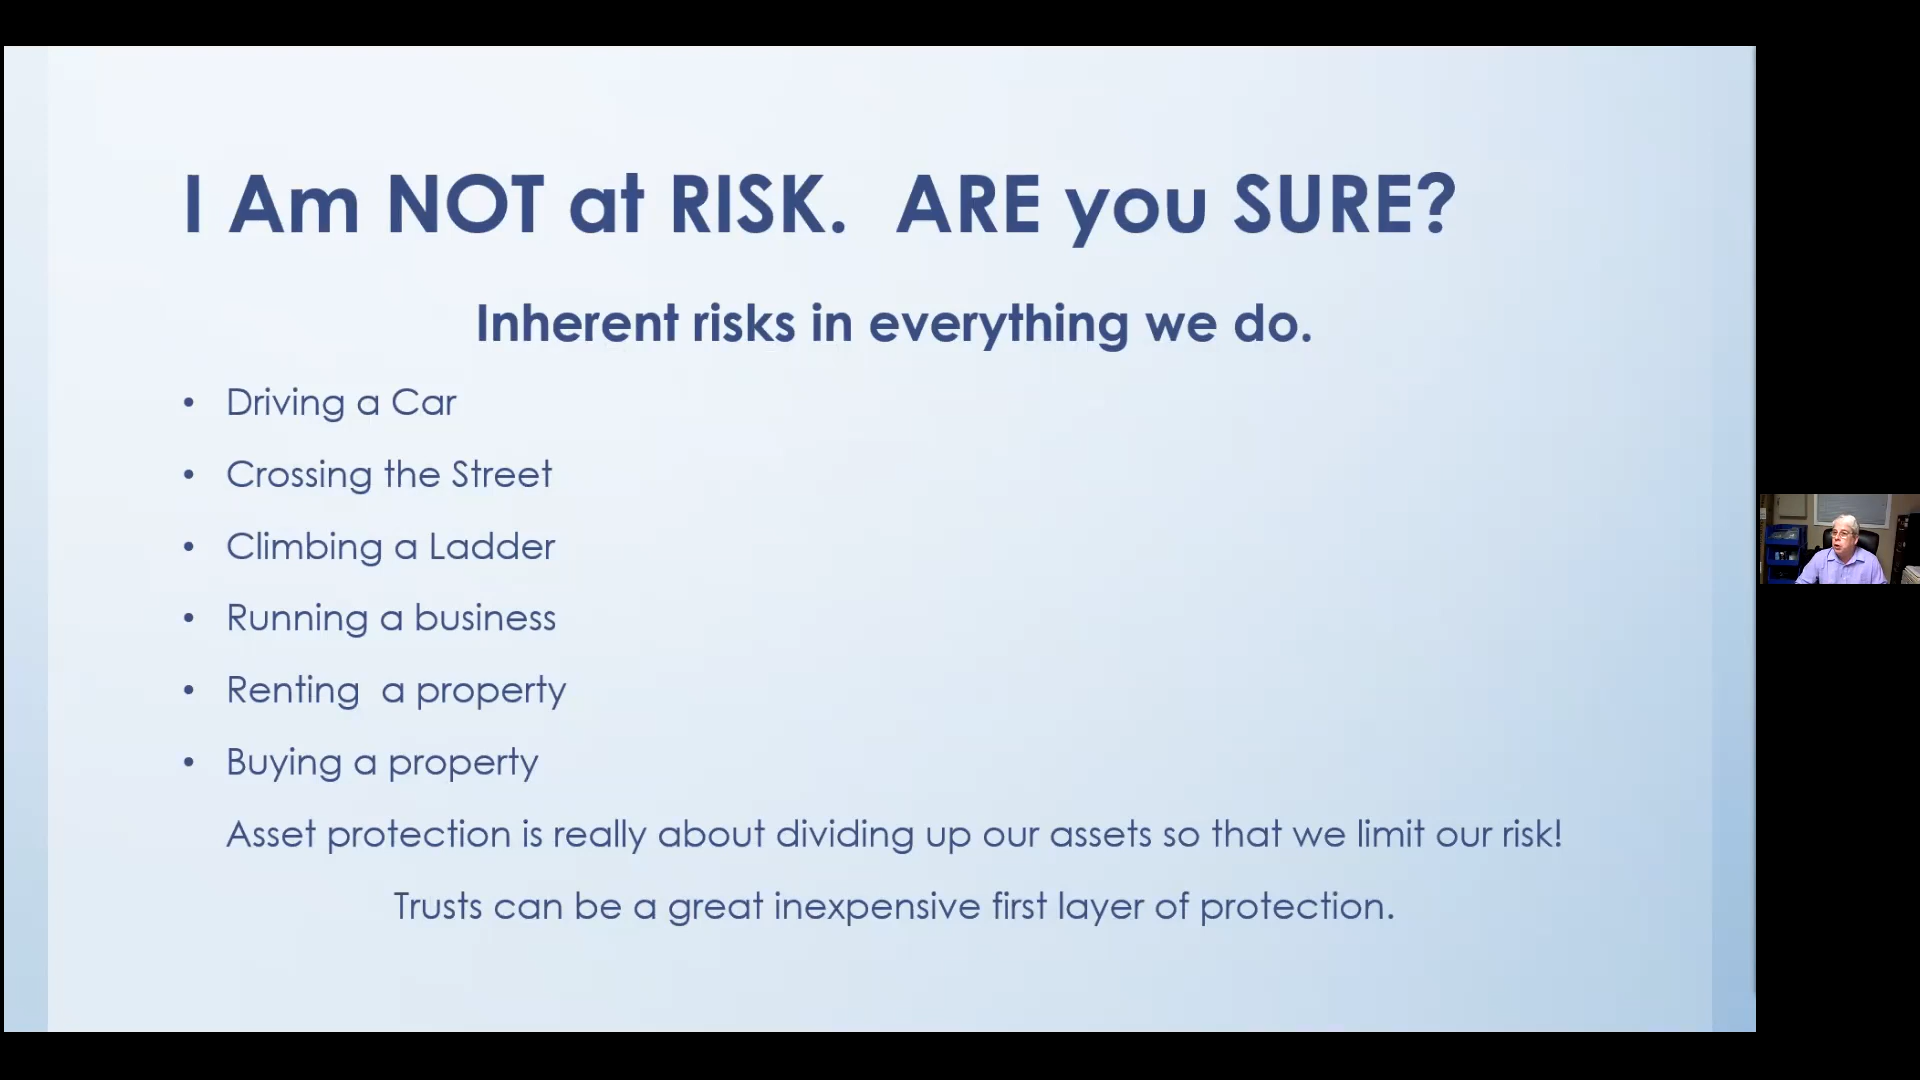 I Am NOT at RISK.  ARE you SURE?
Inherent risks in everything we do.
• Driving a Car
• Crossing the Street
• Climbing a Ladder
• Running a business
• Renting  a property
• Buying a property
Asset protection is really about dividing up our assets so that we limit our risk!
Trusts can be a great inexpensive first layer of protection.